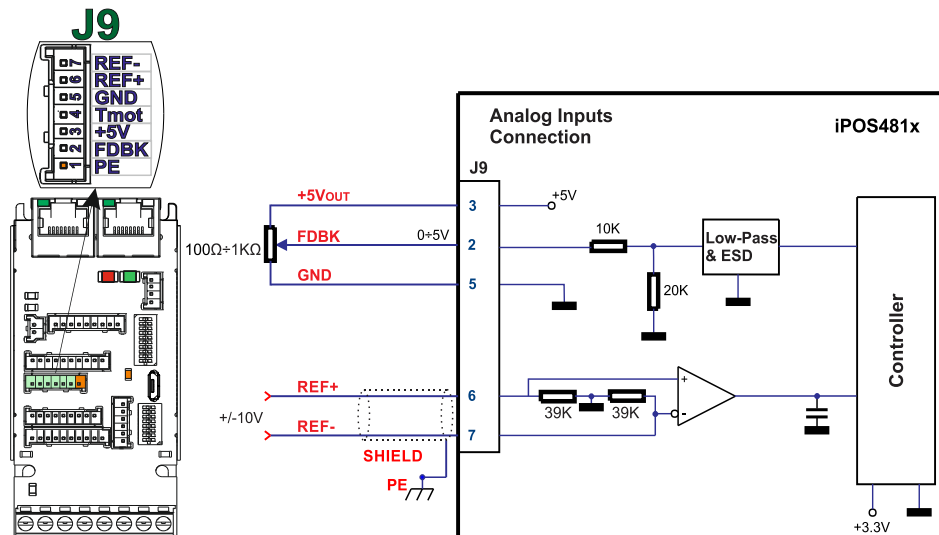 J9
7 REF-
6 REF+
5 GND
4 Tmot
3 +5V
2 FDBK
1 PE
Analog Inputs
Connection
iPOS481x
J9
+5VOUT
3
+5V
100Ω÷1KΩ
FDBK
0÷5V
2
10K
Low-Pass
& ESD
GND
5
20K
Controller
REF+
6
+
39K
39K
+/-10V
-
REF-
7
SHIELD
PE
+3.3V